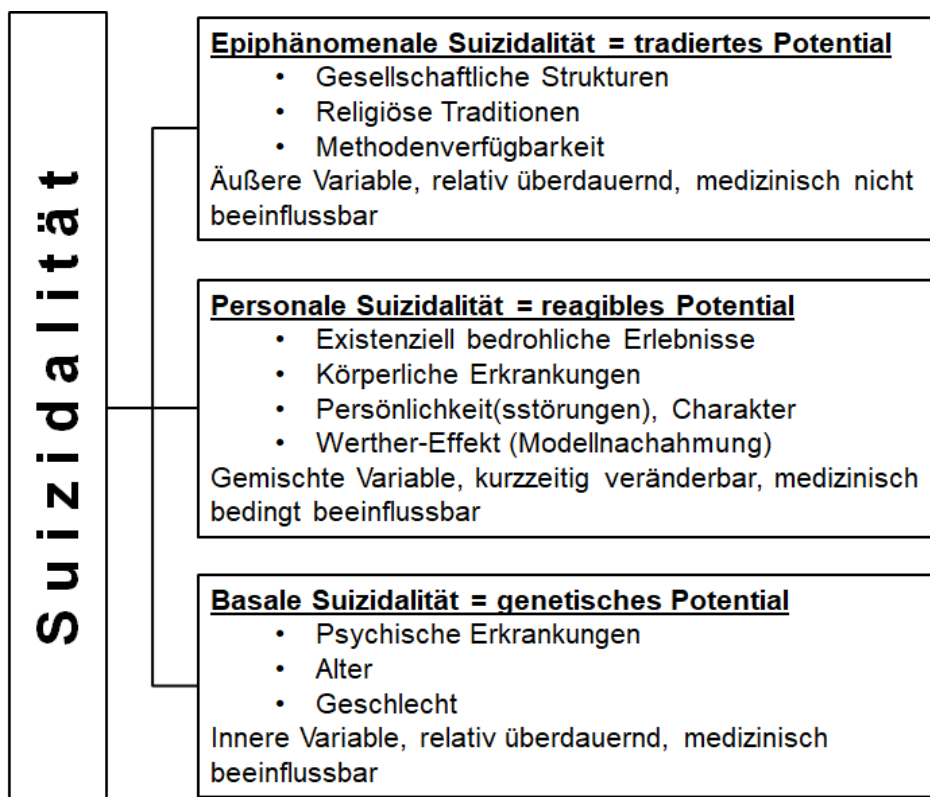 Suizidalität
Epiphänomenale Suizidalität = tradiertes Potential
• Gesellschaftliche Strukturen
• Religiöse Traditionen
• Methodenverfügbarkeit
Äußere Variable, relativ überdauernd, medizinisch nicht
beeinflussbar
Personale Suizidalität = reagibles Potential
• Existenziell bedrohliche Erlebnisse
• Körperliche Erkrankungen
• Persönlichkeit(sstörungen), Charakter
• Werther-Effekt (Modellnachahmung)
Gemischte Variable, kurzzeitig veränderbar, medizinisch
bedingt beeinflussbar
Basale Suizidalität = genetisches Potential
• Psychische Erkrankungen
• Alter
• Geschlecht
Innere Variable, relativ überdauernd, medizinisch
beeinflussbar